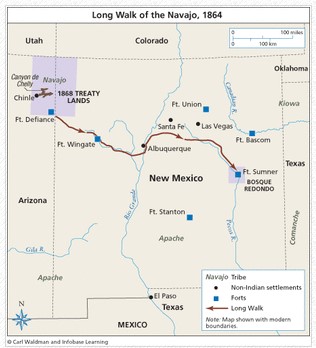 Long Walk of the Navajo, 1864
0 100 miles
0 100 km
Utah
Colorado
Oklahoma
Canyon de
Chelly
Navajo
Chinle
1868 TREATY
LANDS
Ft. Defiance
Ft. Wingate
Ft. Union
Santa Fe
Las Vegas
Albuquerque
Canadian R.
Kiowa
Ft. Bascom
Ft. Sumner
BOSQUE
REDONDO
Texas
New Mexico
Arizona
Rio Grande
Pecos R.
Ft. Stanton
Apache
Comanche
Gila R.
Apache
El Paso
Texas
MEXICO
N
Navajo Tribe
Non-Indian settlements
Forts
Long Walk
Note: Map shown with modern
boundaries.
© Carl Waldman and Infobase Learning